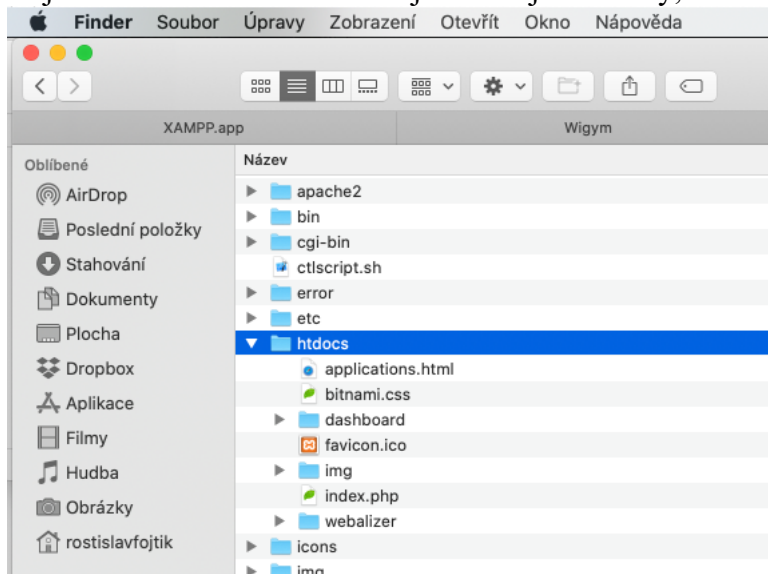 Finder Soubor Úpravy Zobrazení Otevřít Okno Nápověda
XAMPP.app Wigym
Oblíbené
AirDrop
Poslední položky
Stahování
Dokumenty
Plocha
Dropbox
Aplikace
Filmy
Hudba
Obrázky
rostislavfojtik
Název
apache2
bin
cgi-bin
ctlscript.sh
error
etc
htdocs
applications.html
bitnami.css
dashboard
favicon.ico
img
index.php
webalizer
icons
img